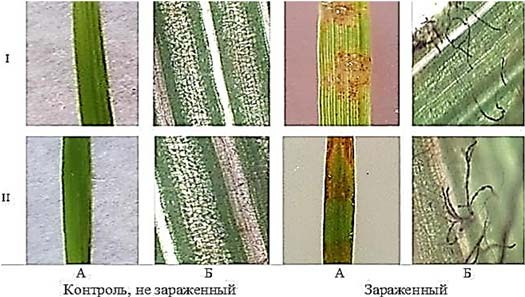 I
II
А Б А Б
Контроль, не зараженный Зараженный